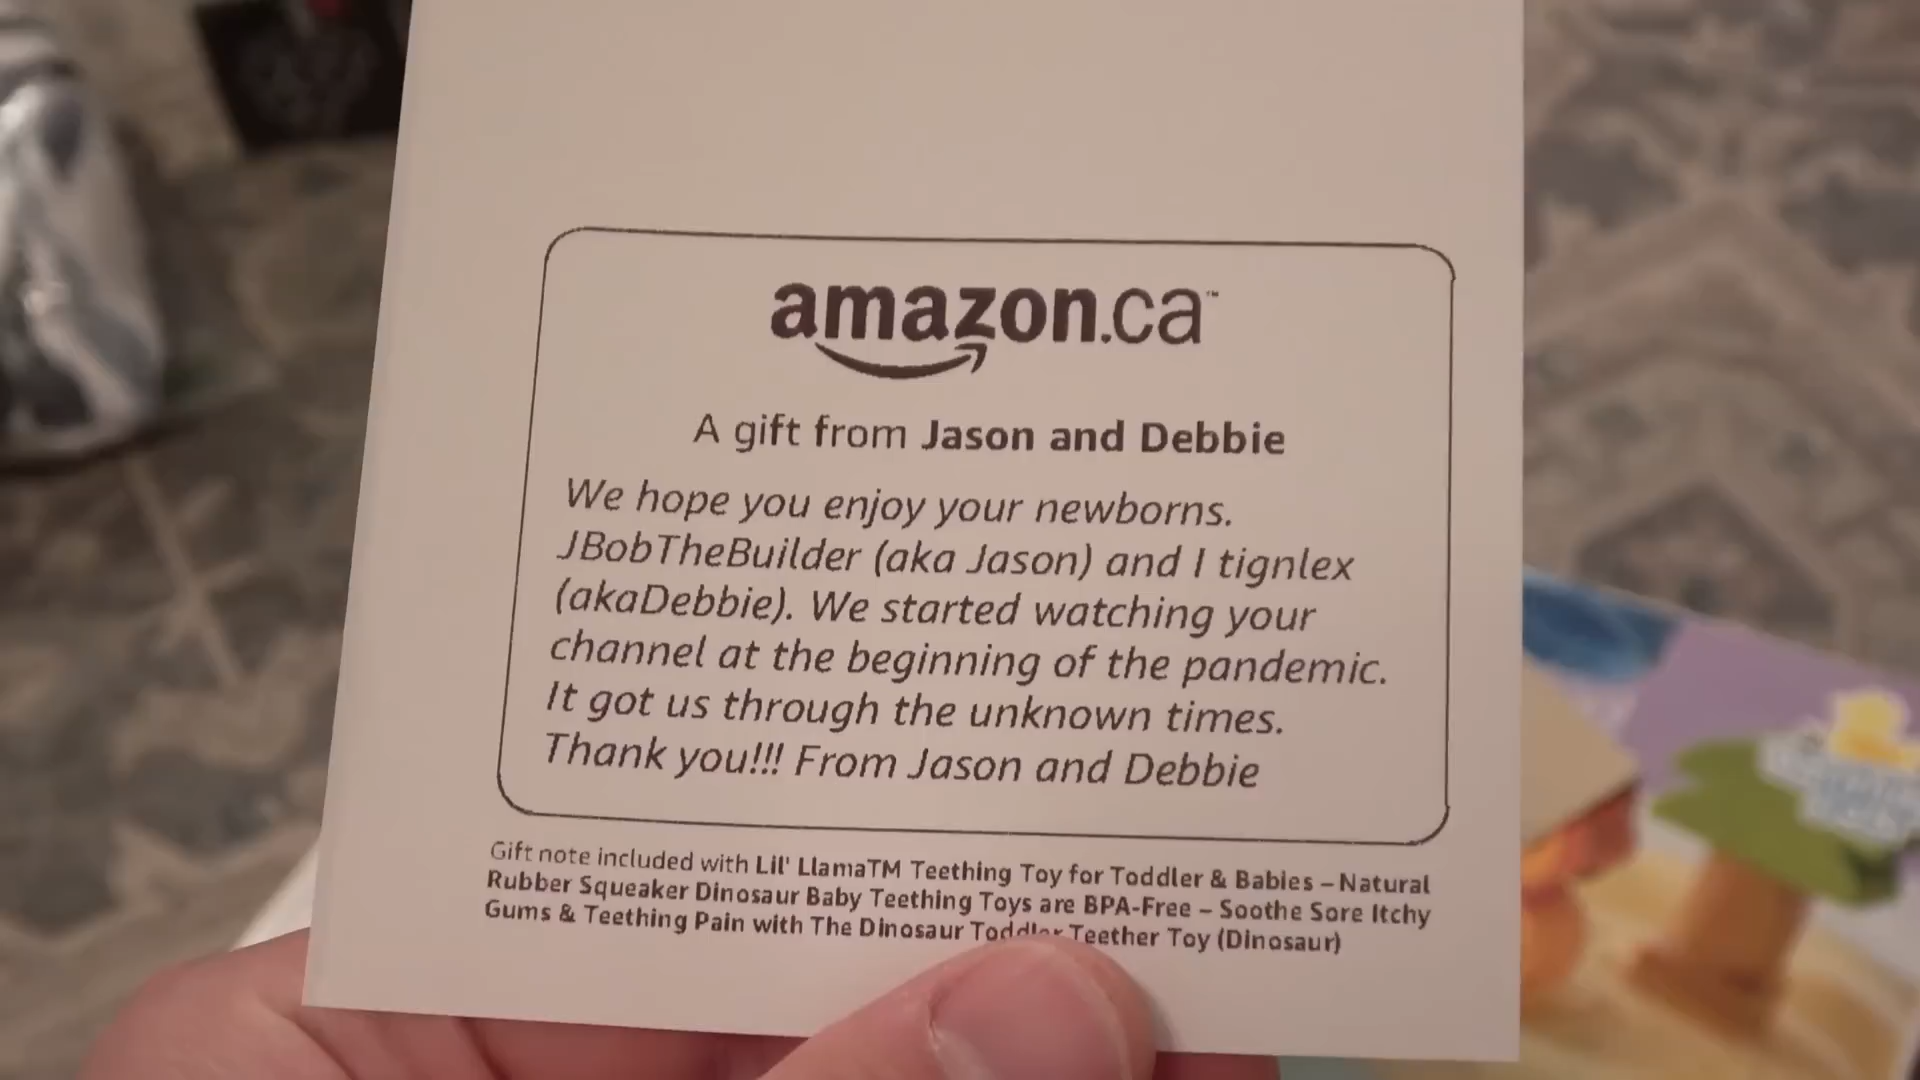 amazon.ca™
A gift from Jason and Debbie
We hope you enjoy your newborns.
JBobTheBuilder (aka Jason) and I tignlex
(akaDebbie). We started watching your
channel at the beginning of the pandemic.
It got us through the unknown times.
Thank you!!! From Jason and Debbie
Gift note included with Lil' LlamaTM Teething Toy for Toddler & Babies – Natural
Rubber Squeaker Dinosaur Baby Teething Toys are BPA-Free – Soothe Sore Itchy
Gums & Teething Pain with The Dinosaur Toddler Teether Toy (Dinosaur)